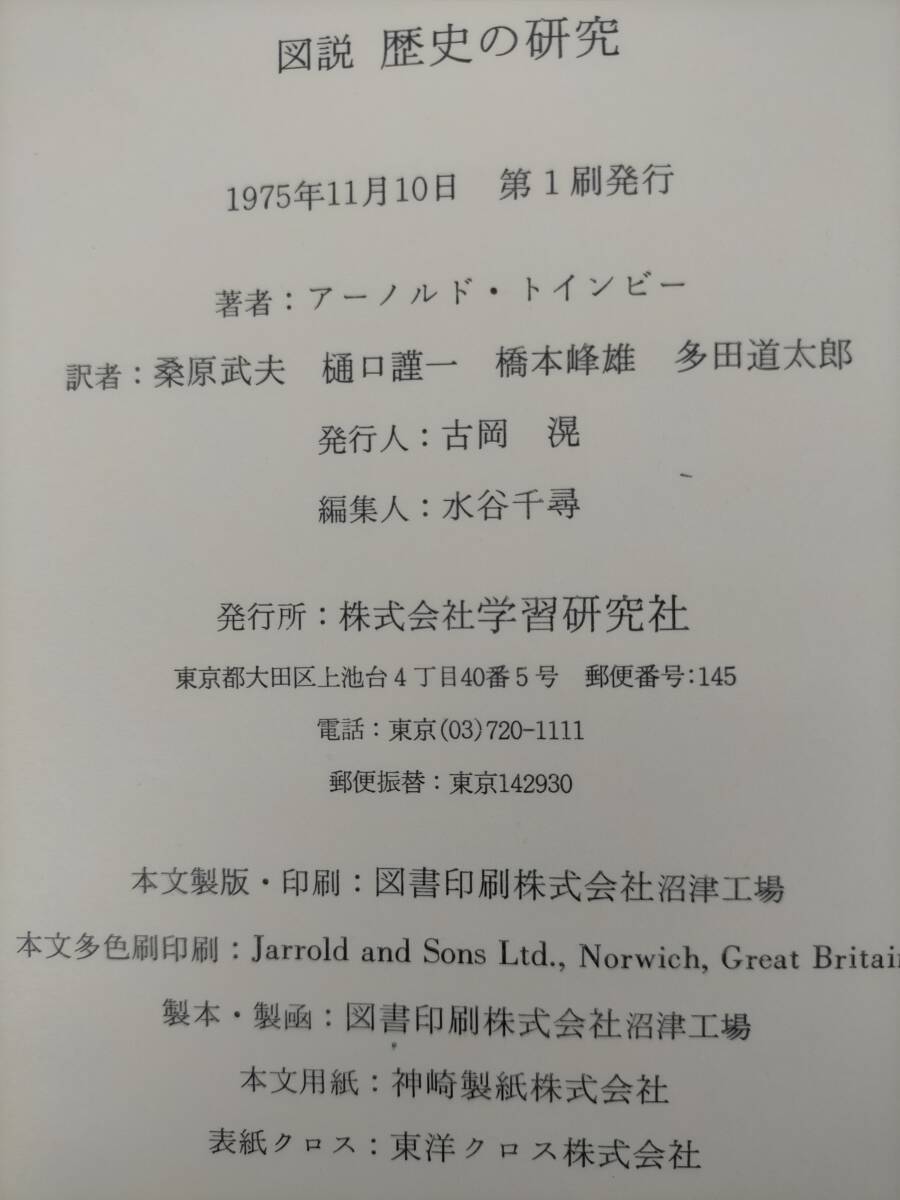 図説 歴史の研究
1975年11月10日 第1刷発行
著者：アーノルド・トインビー
訳者：桑原武夫 樋口謹一 橋本峰雄 多田道太郎
発行人：古岡 滉
編集人：水谷千尋
発行所：株式会社学習研究社
東京都大田区上池台4丁目40番5号 郵便番号：145
電話：東京(03)720-1111
郵便振替：東京142930
本文製版・印刷：図書印刷株式会社沼津工場
本文多色刷印刷：Jarrold and Sons Ltd., Norwich, Great Britain
製本・製函：図書印刷株式会社沼津工場
本文用紙：神崎製紙株式会社
表紙クロス：東洋クロス株式会社